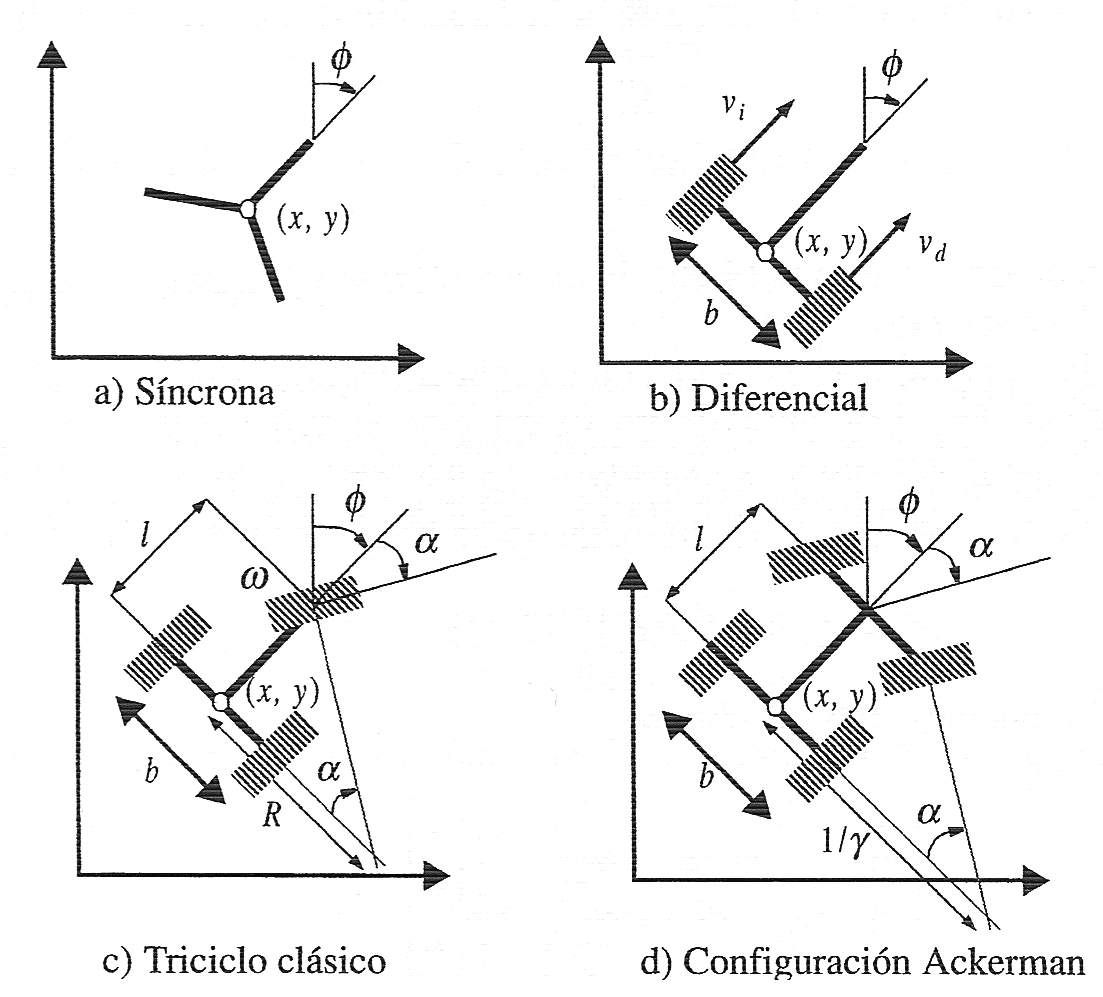 ϕ
(x, y)
a) Síncrona
ϕ
v_i
(x, y)
v_d
b
b) Diferencial
l
ω
ϕ
α
(x, y)
b
R
α
c) Triciclo clásico
l
ϕ
α
(x, y)
b
1/γ
α
d) Configuración Ackerman